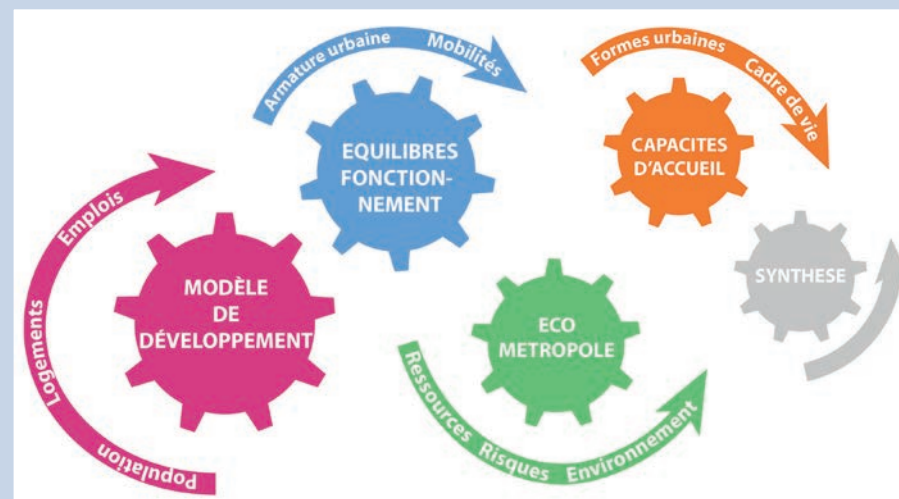 Population
Logements
Emplois
MODÈLE
DE
DÉVELOPPEMENT
Armature urbaine
Mobilités
EQUILIBRES
FONCTION-
NEMENT
Ressources
Risques
Environnement
ECO
METROPOLE
Formes urbaines
Cadre de vie
CAPACITES
D'ACCUEIL
SYNTHESE